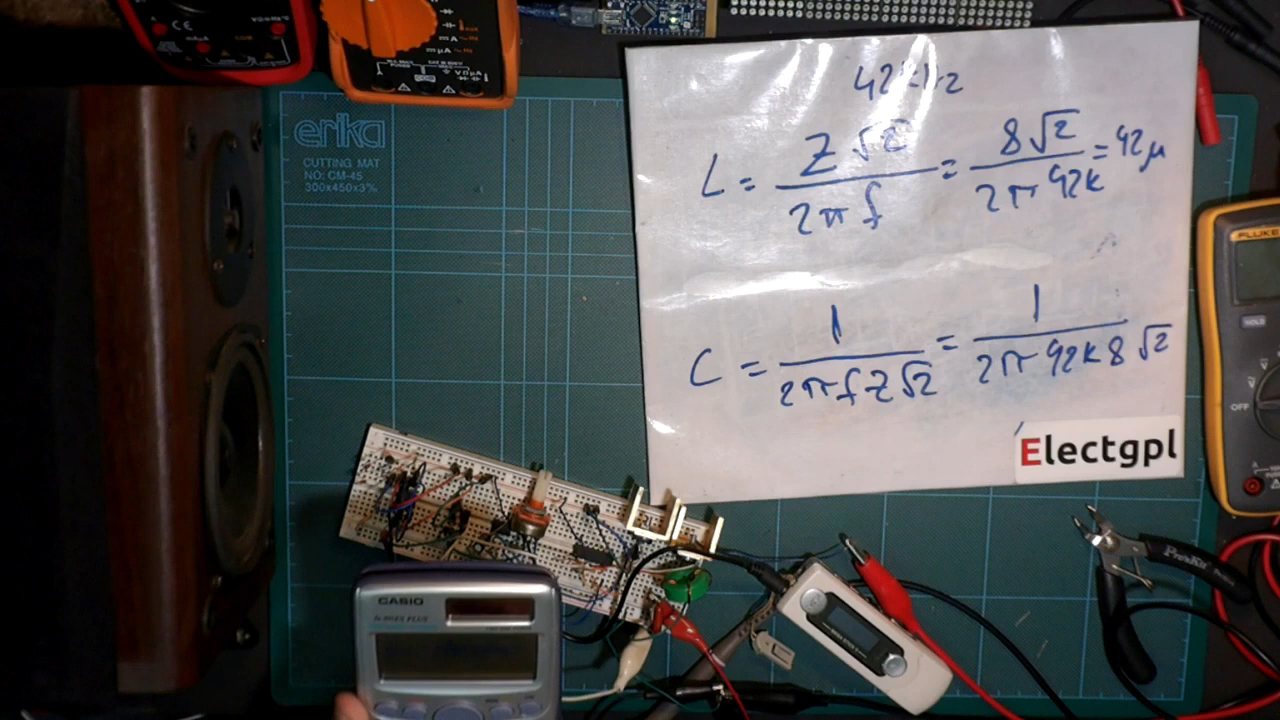 erika
CUTTING MAT
NO: CM-45
300x450x3%
42kHz
L = Z√2 / 2πf = 8√2 / 2π 42k = 42μ
C = 1 / 2πfZ√2 = 1 / 2π 42k 8 √2
Electgpl
CASIO
FLUKE
HOLD
OFF